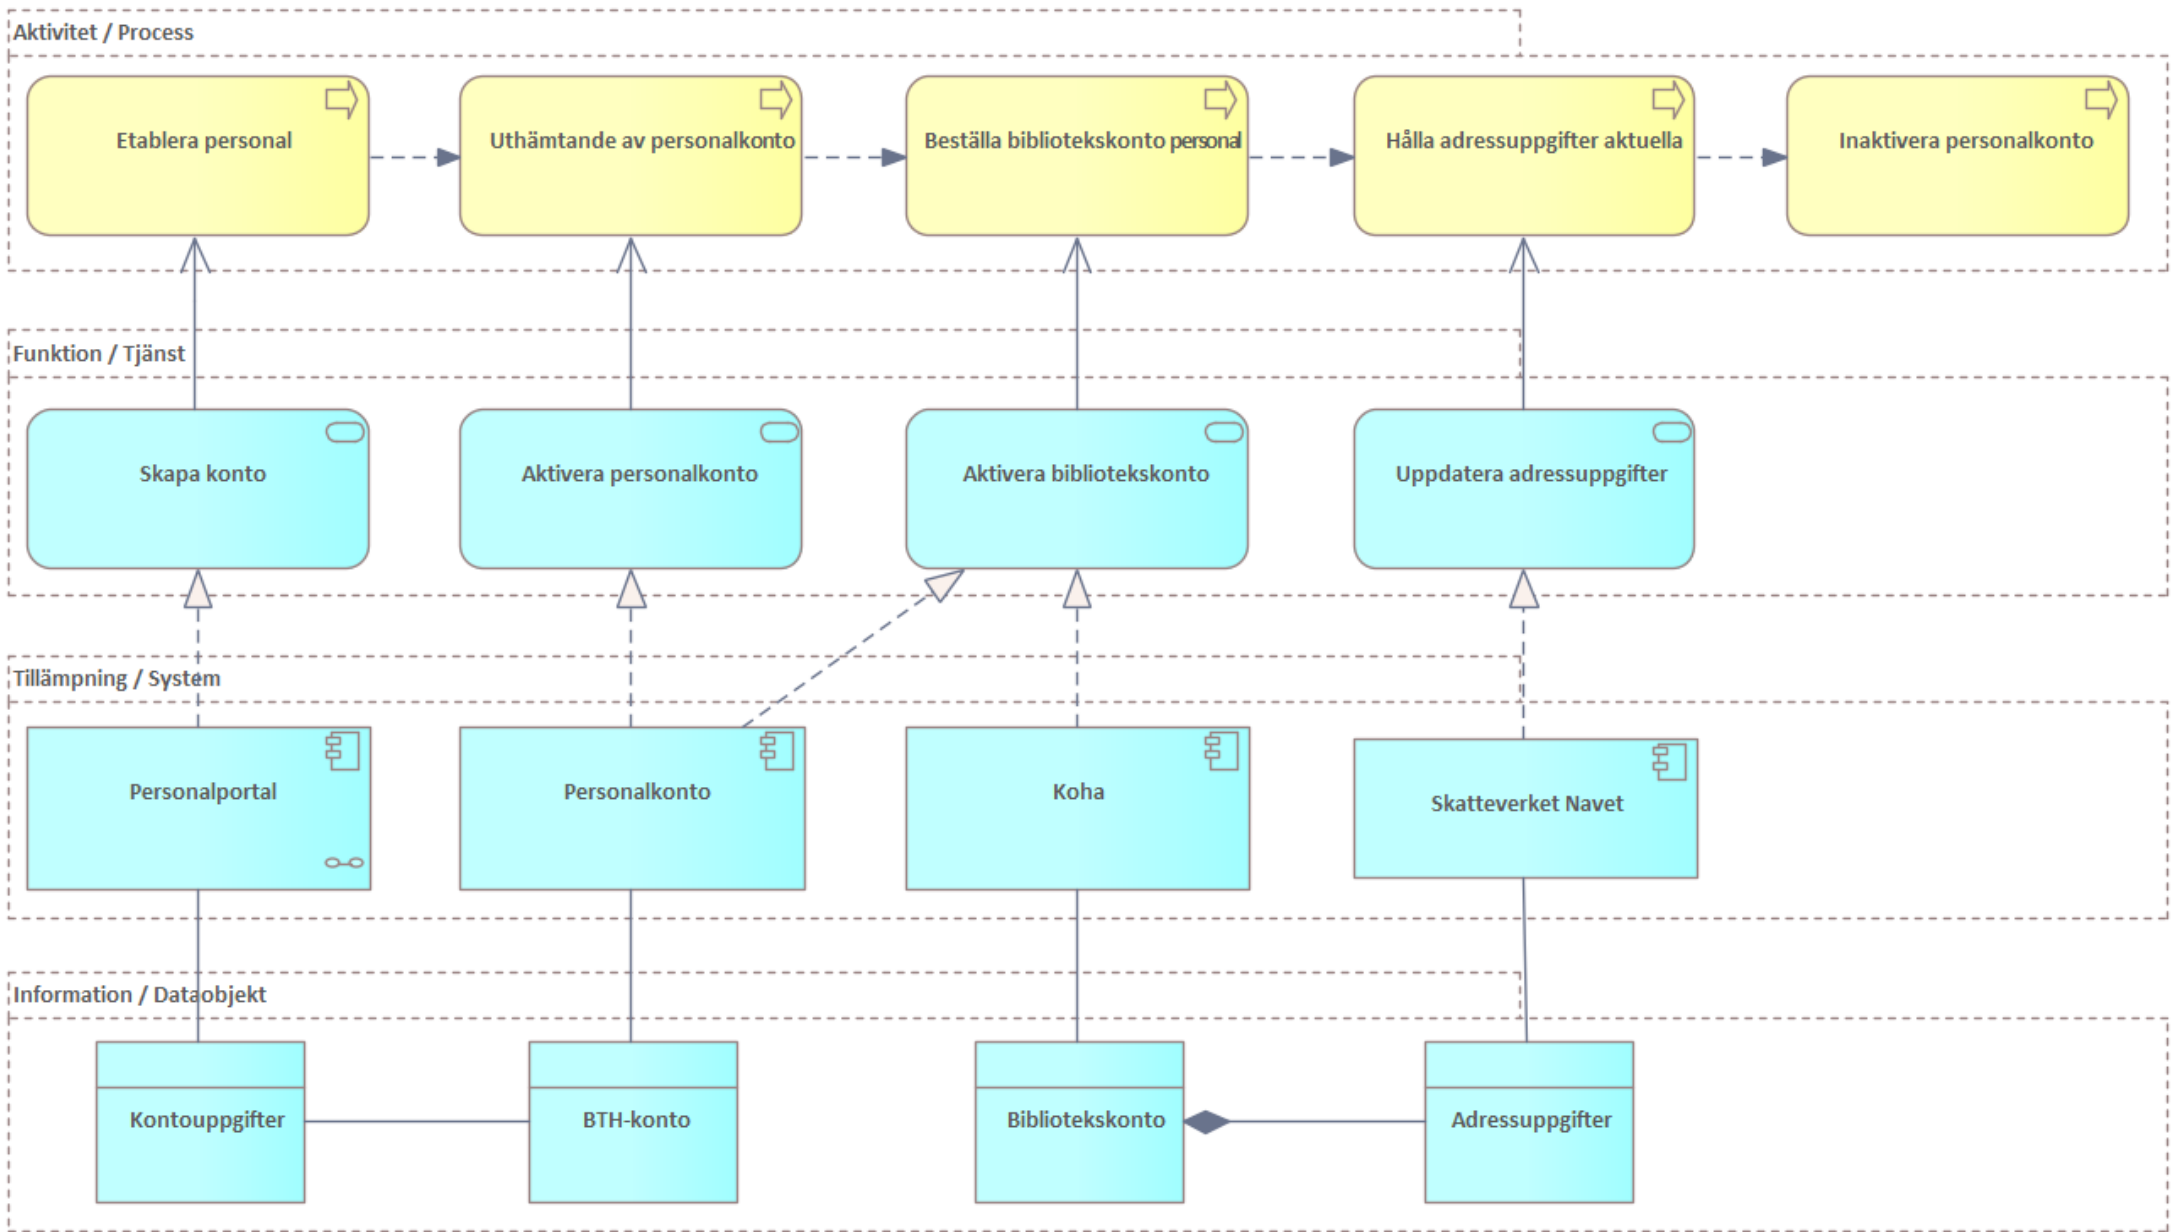 Aktivitet / Process
Etablera personal
Uthämtande av personalkonto
Beställa bibliotekskonto personal
Hålla adressuppgifter aktuella
Inaktivera personalkonto
Funktion / Tjänst
Skapa konto
Aktivera personalkonto
Aktivera bibliotekskonto
Uppdatera adressuppgifter
Tillämpning / System
Personalportal
Personalkonto
Koha
Skatteverket Navet
Information / Dataobjekt
Kontouppgifter
BTH-konto
Bibliotekskonto
Adressuppgifter